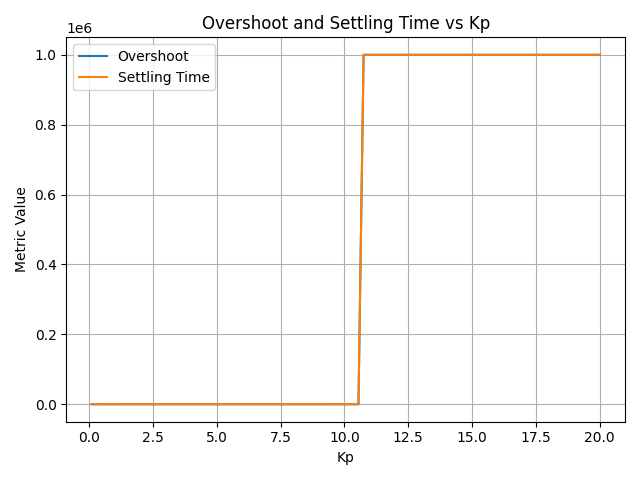 Overshoot and Settling Time vs Kp
1e6
Overshoot
Settling Time
1.0
0.8
0.6
0.4
0.2
0.0
Metric Value
0.0 2.5 5.0 7.5 10.0 12.5 15.0 17.5 20.0
Kp